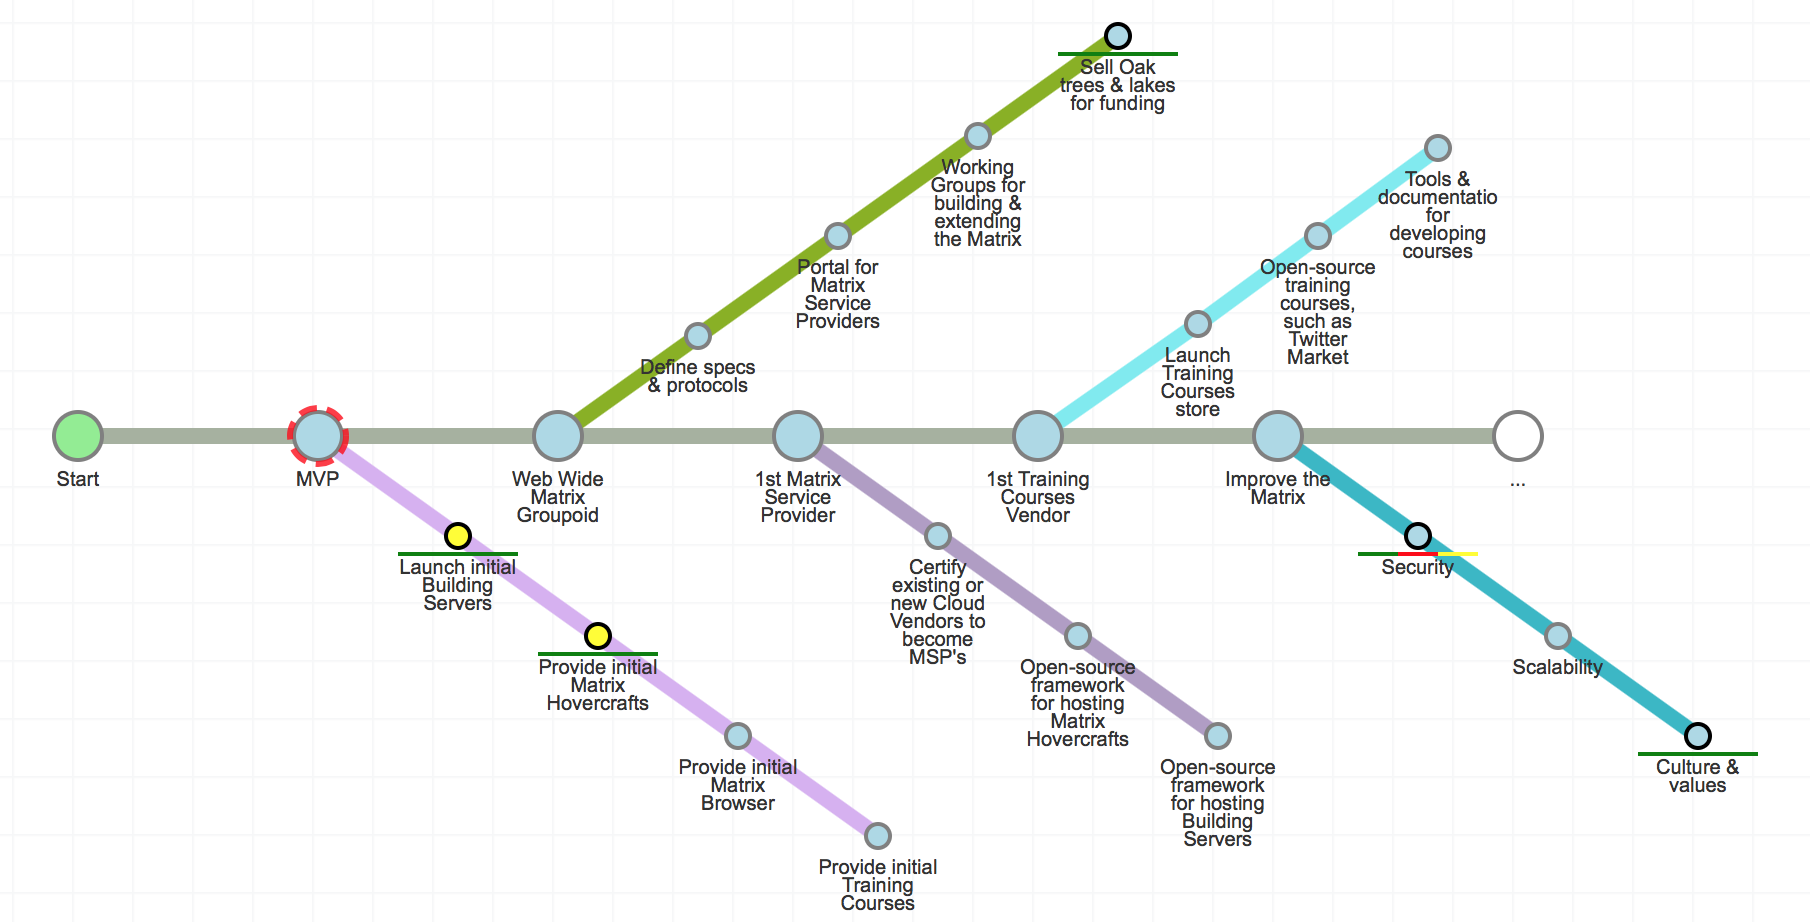 Sell Oak
trees & lakes
for funding
Working
Groups for
building &
extending
the Matrix
Tools &
documentatio
for
developing
courses
Portal for
Matrix
Service
Providers
Open-source
training
courses,
such as
Twitter
Market
Define specs
& protocols
Launch
Training
Courses
store
Start
MVP
Web Wide
Matrix
Groupoid
1st Matrix
Service
Provider
1st Training
Courses
Vendor
Improve the
Matrix
...
Launch initial
Building
Servers
Certify
existing or
new Cloud
Vendors to
become
MSP's
Security
Provide initial
Matrix
Hovercrafts
Open-source
framework
for hosting
Matrix
Hovercrafts
Scalability
Provide initial
Matrix
Browser
Open-source
framework
for hosting
Building
Servers
Culture &
values
Provide initial
Training
Courses